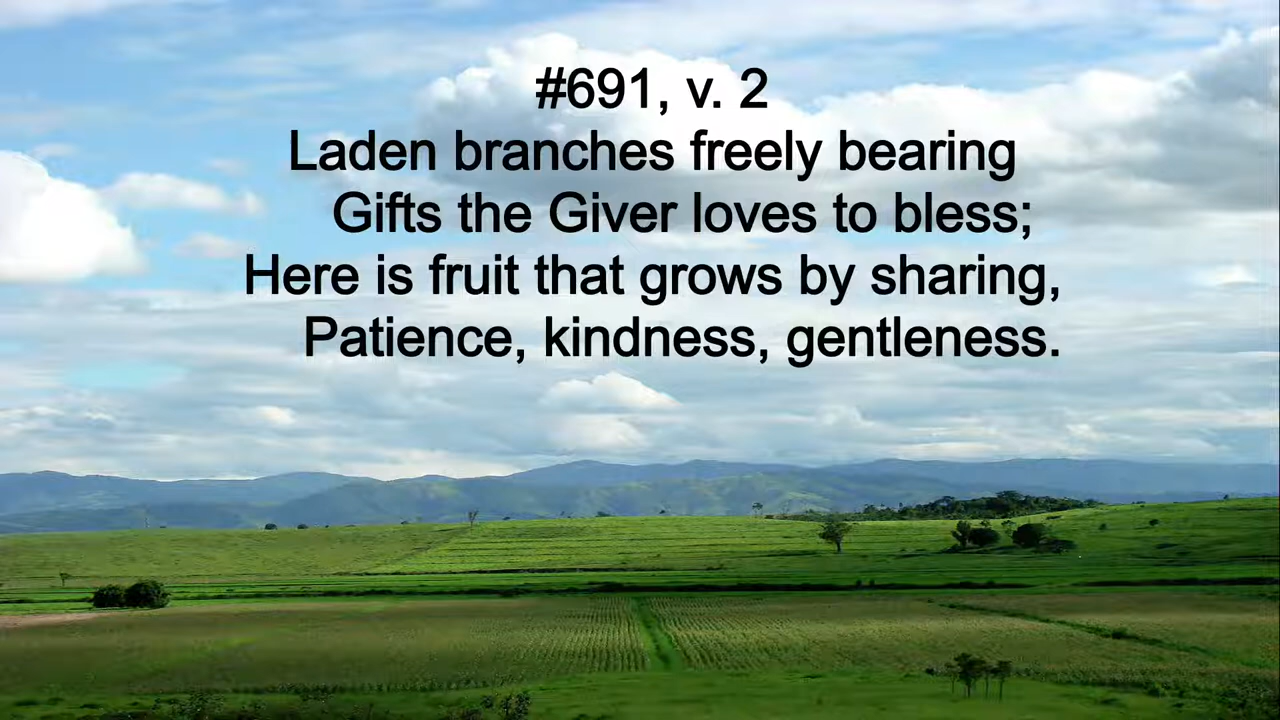 #691, v. 2
Laden branches freely bearing
Gifts the Giver loves to bless;
Here is fruit that grows by sharing,
Patience, kindness, gentleness.